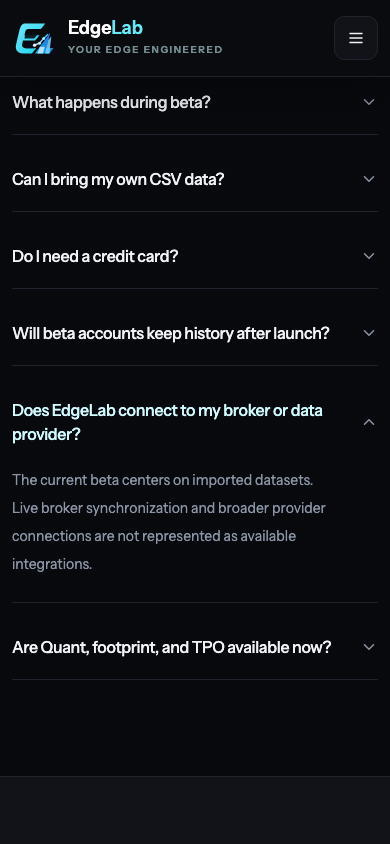 EdgeLab
YOUR EDGE ENGINEERED
What happens during beta?
Can I bring my own CSV data?
Do I need a credit card?
Will beta accounts keep history after launch?
Does EdgeLab connect to my broker or data
provider?
The current beta centers on imported datasets.
Live broker synchronization and broader provider
connections are not represented as available
integrations.
Are Quant, footprint, and TPO available now?